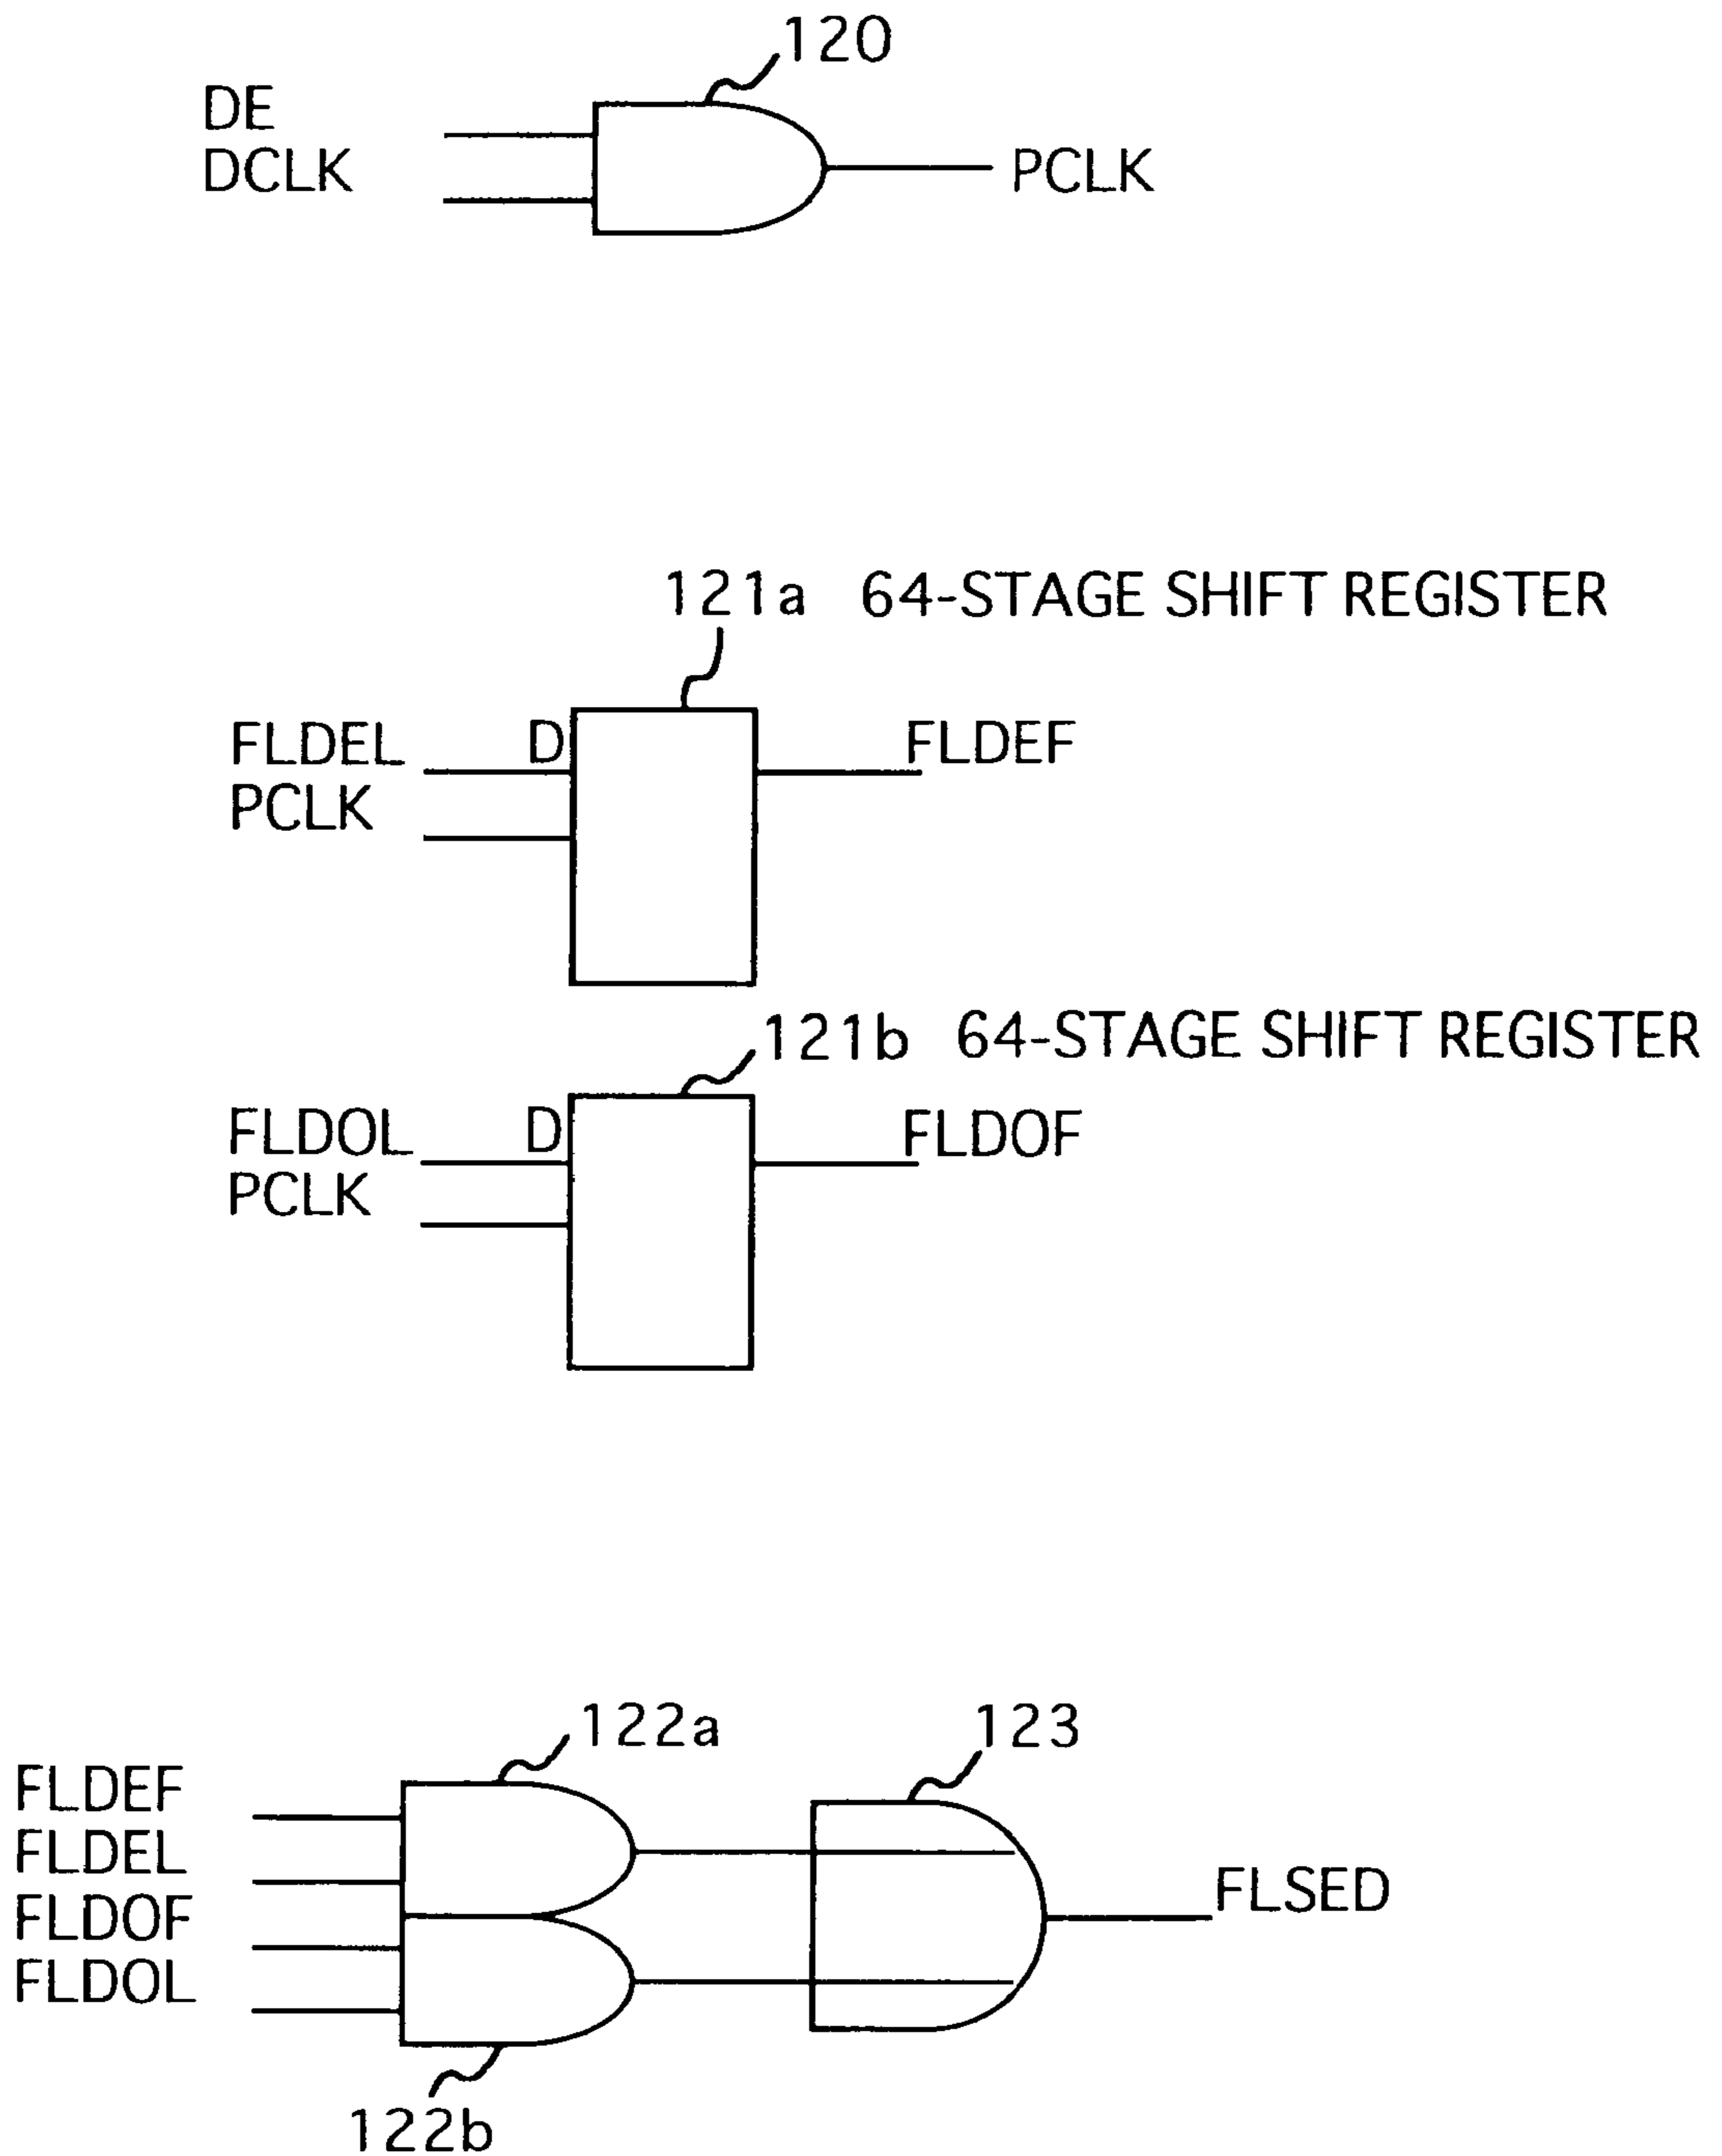 120
DE
DCLK
PCLK
121a 64-STAGE SHIFT REGISTER
FLDEL D FLDEF
PCLK
121b 64-STAGE SHIFT REGISTER
FLDOL D FLDOF
PCLK
122a 123
FLDEF
FLDEL
FLSED
FLDOF
FLDOL
122b